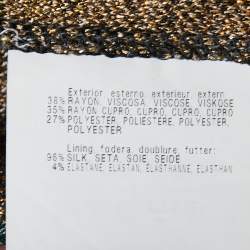 Exterior esterno exterieur extern
38% RAYON, VISCOSA, VISCOSE, VISKOSE
35% RAYON CUPRO, CUPRO, CUPRO, CUPRO
27% POLYESTER, POLIESTERE, POLYESTER,
POLYESTER
Lining, fodera, doublure, futter:
96% SILK, SETA, SOIE, SEIDE
4% ELASTANE, ELASTAN, ELASTHANNE, ELASTHAN